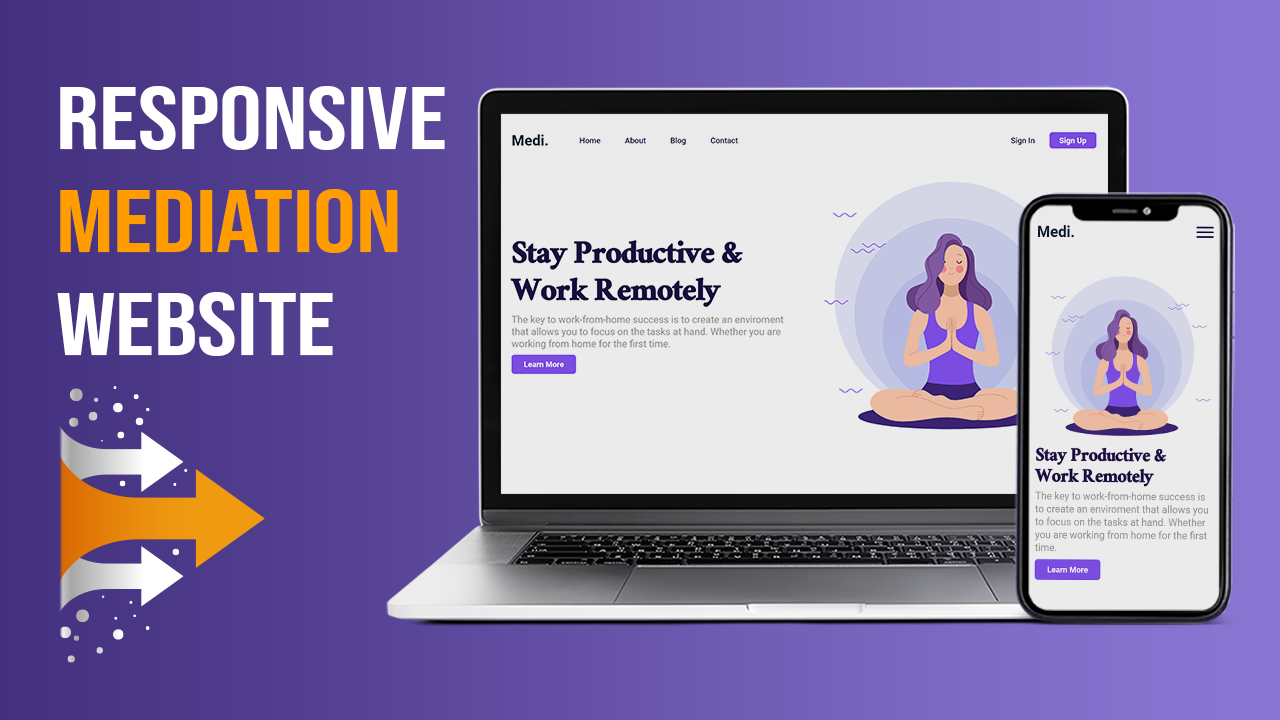 RESPONSIVE
MEDIATION
WEBSITE
Medi.
Home
About
Blog
Contact
Sign In
Sign Up
Stay Productive &
Work Remotely
The key to work-from-home success is to create an enviroment
that allows you to focus on the tasks at hand. Whether you are
working from home for the first time.
Learn More
Medi.
Stay Productive &
Work Remotely
The key to work-from-home success is
to create an enviroment that allows you
to focus on the tasks at hand. Whether
you are working from home for the first
time.
Learn More